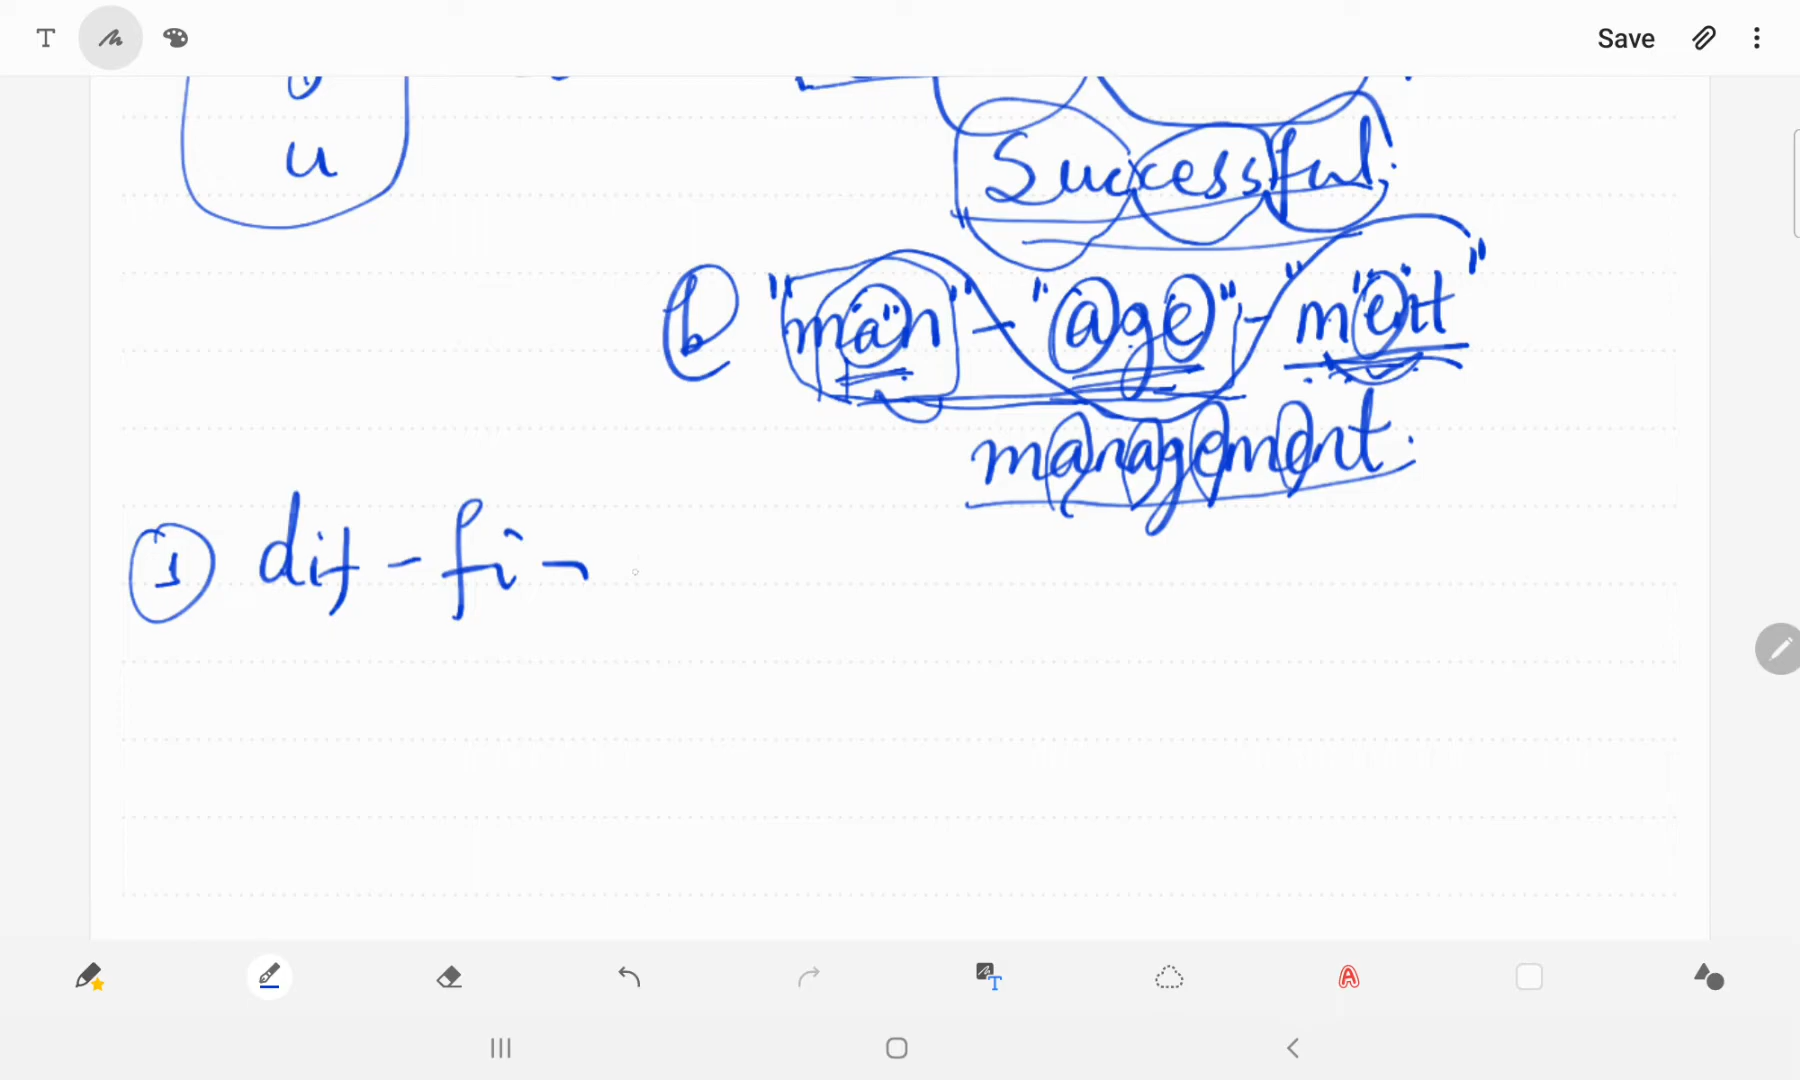 Save
u
Successful;
b "man" - "age" - "ment"
management.
1 dif - fi -